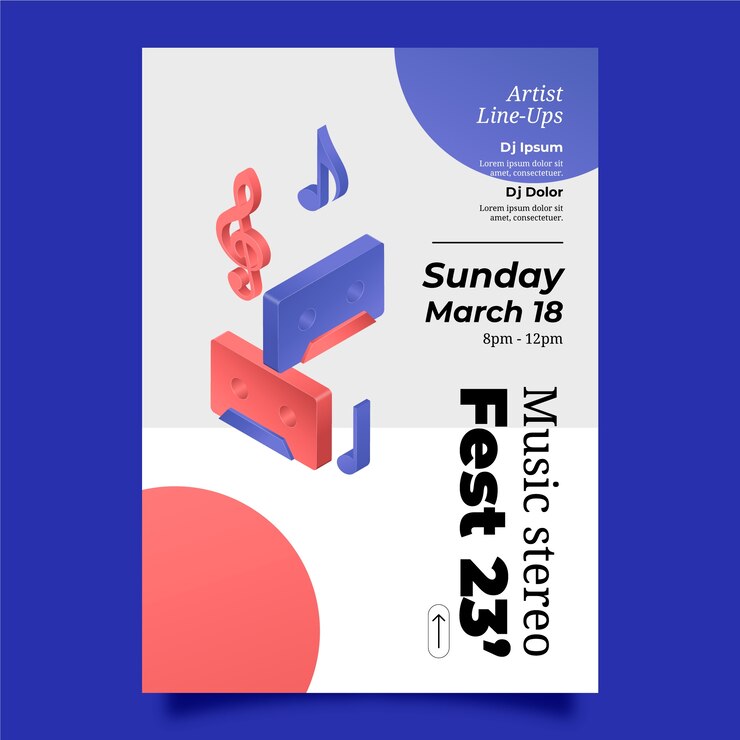 Artist
Line-Ups
Dj Ipsum
Lorem ipsum dolor sit
amet, consectetuer.
Dj Dolor
Lorem ipsum dolor sit
amet, consectetuer.
Sunday
March 18
8pm - 12pm
Music stereo
Fest 23’